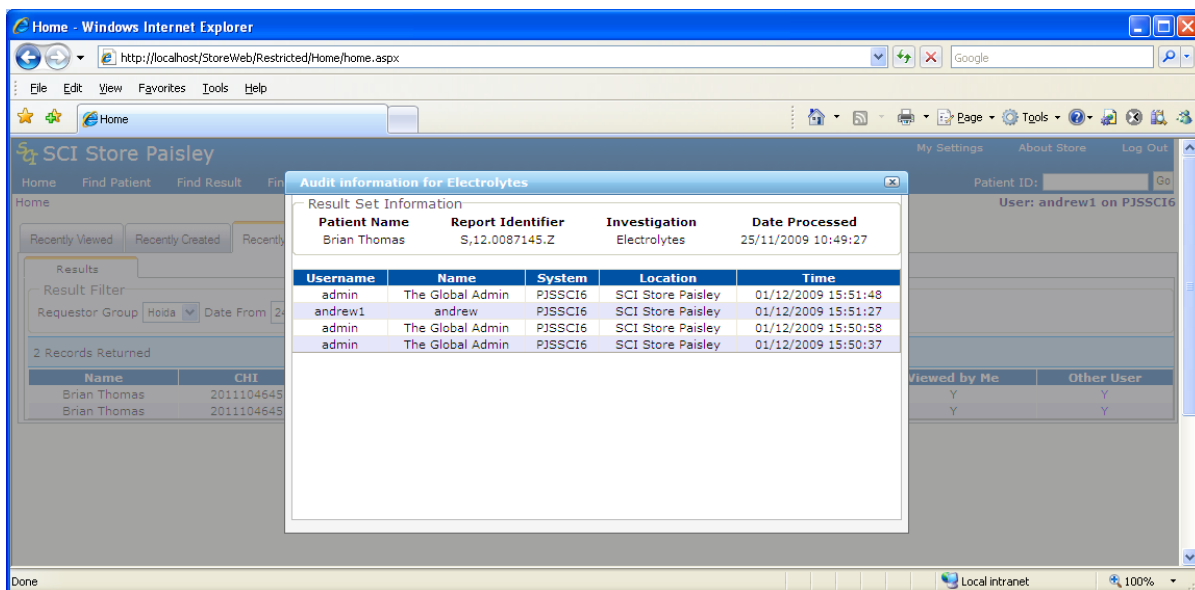 Home - Windows Internet Explorer
http://localhost/StoreWeb/Restricted/Home/home.aspx
Google
File Edit View Favorites Tools Help
Home
Page Tools
SCI Store Paisley
My Settings About Store Log Out
Home Find Patient Find Result Fin
Patient ID: Go
Home
User: andrew1 on PJSSCI6
Recently Viewed Recently Created Recently
Results
Result Filter
Requestor Group Hoida Date From 24
2 Records Returned
Name CHI Viewed by Me Other User
Brian Thomas 2011104645 Y Y
Brian Thomas 2011104645 Y Y
Audit information for Electrolytes
Result Set Information
Patient Name Report Identifier Investigation Date Processed
Brian Thomas S,12.0087145.Z Electrolytes 25/11/2009 10:49:27
Username Name System Location Time
admin The Global Admin PJSSCI6 SCI Store Paisley 01/12/2009 15:51:48
andrew1 andrew PJSSCI6 SCI Store Paisley 01/12/2009 15:51:27
admin The Global Admin PJSSCI6 SCI Store Paisley 01/12/2009 15:50:58
admin The Global Admin PJSSCI6 SCI Store Paisley 01/12/2009 15:50:37
Done
Local intranet
100%